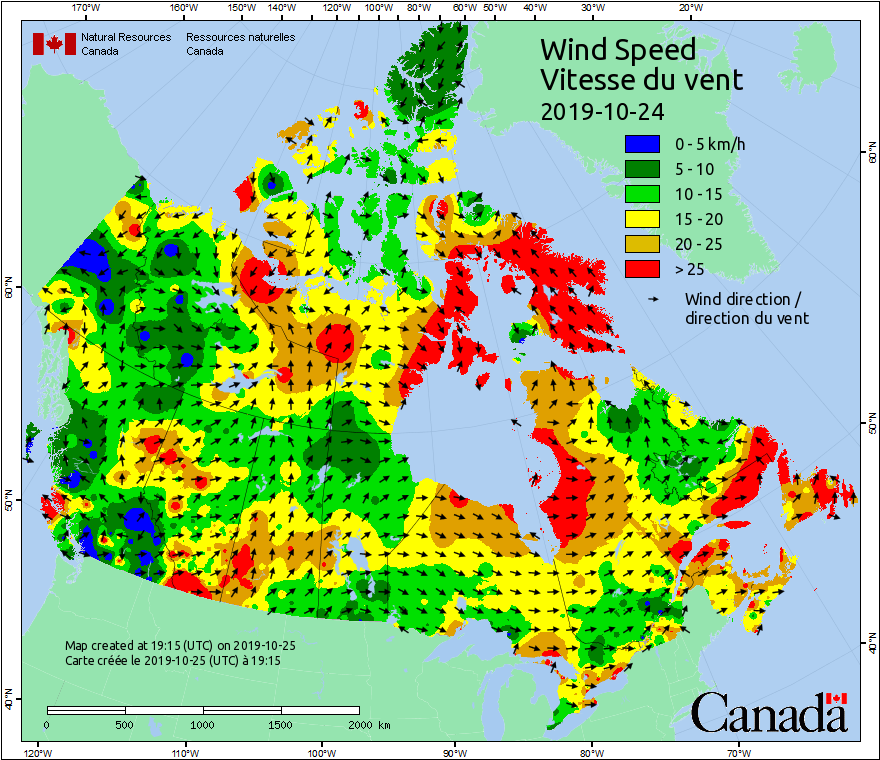 170°W 160°W 150°W 140°W 130°W 120°W 110°W 100°W 90°W 80°W 70°W 60°W 50°W 40°W 30°W 20°W
Natural Resources Ressources naturelles
Canada Canada
Wind Speed
Vitesse du vent
2019-10-24
0 - 5 km/h
5 - 10
10 - 15
15 - 20
20 - 25
> 25
Wind direction /
direction du vent
60°N
60°N
50°N
50°N
40°N
40°N
Map created at 19:15 (UTC) on 2019-10-25
Carte créée le 2019-10-25 (UTC) à 19:15
0 500 1000 1500 2000 km
Canada
120°W 110°W 100°W 90°W 80°W 70°W